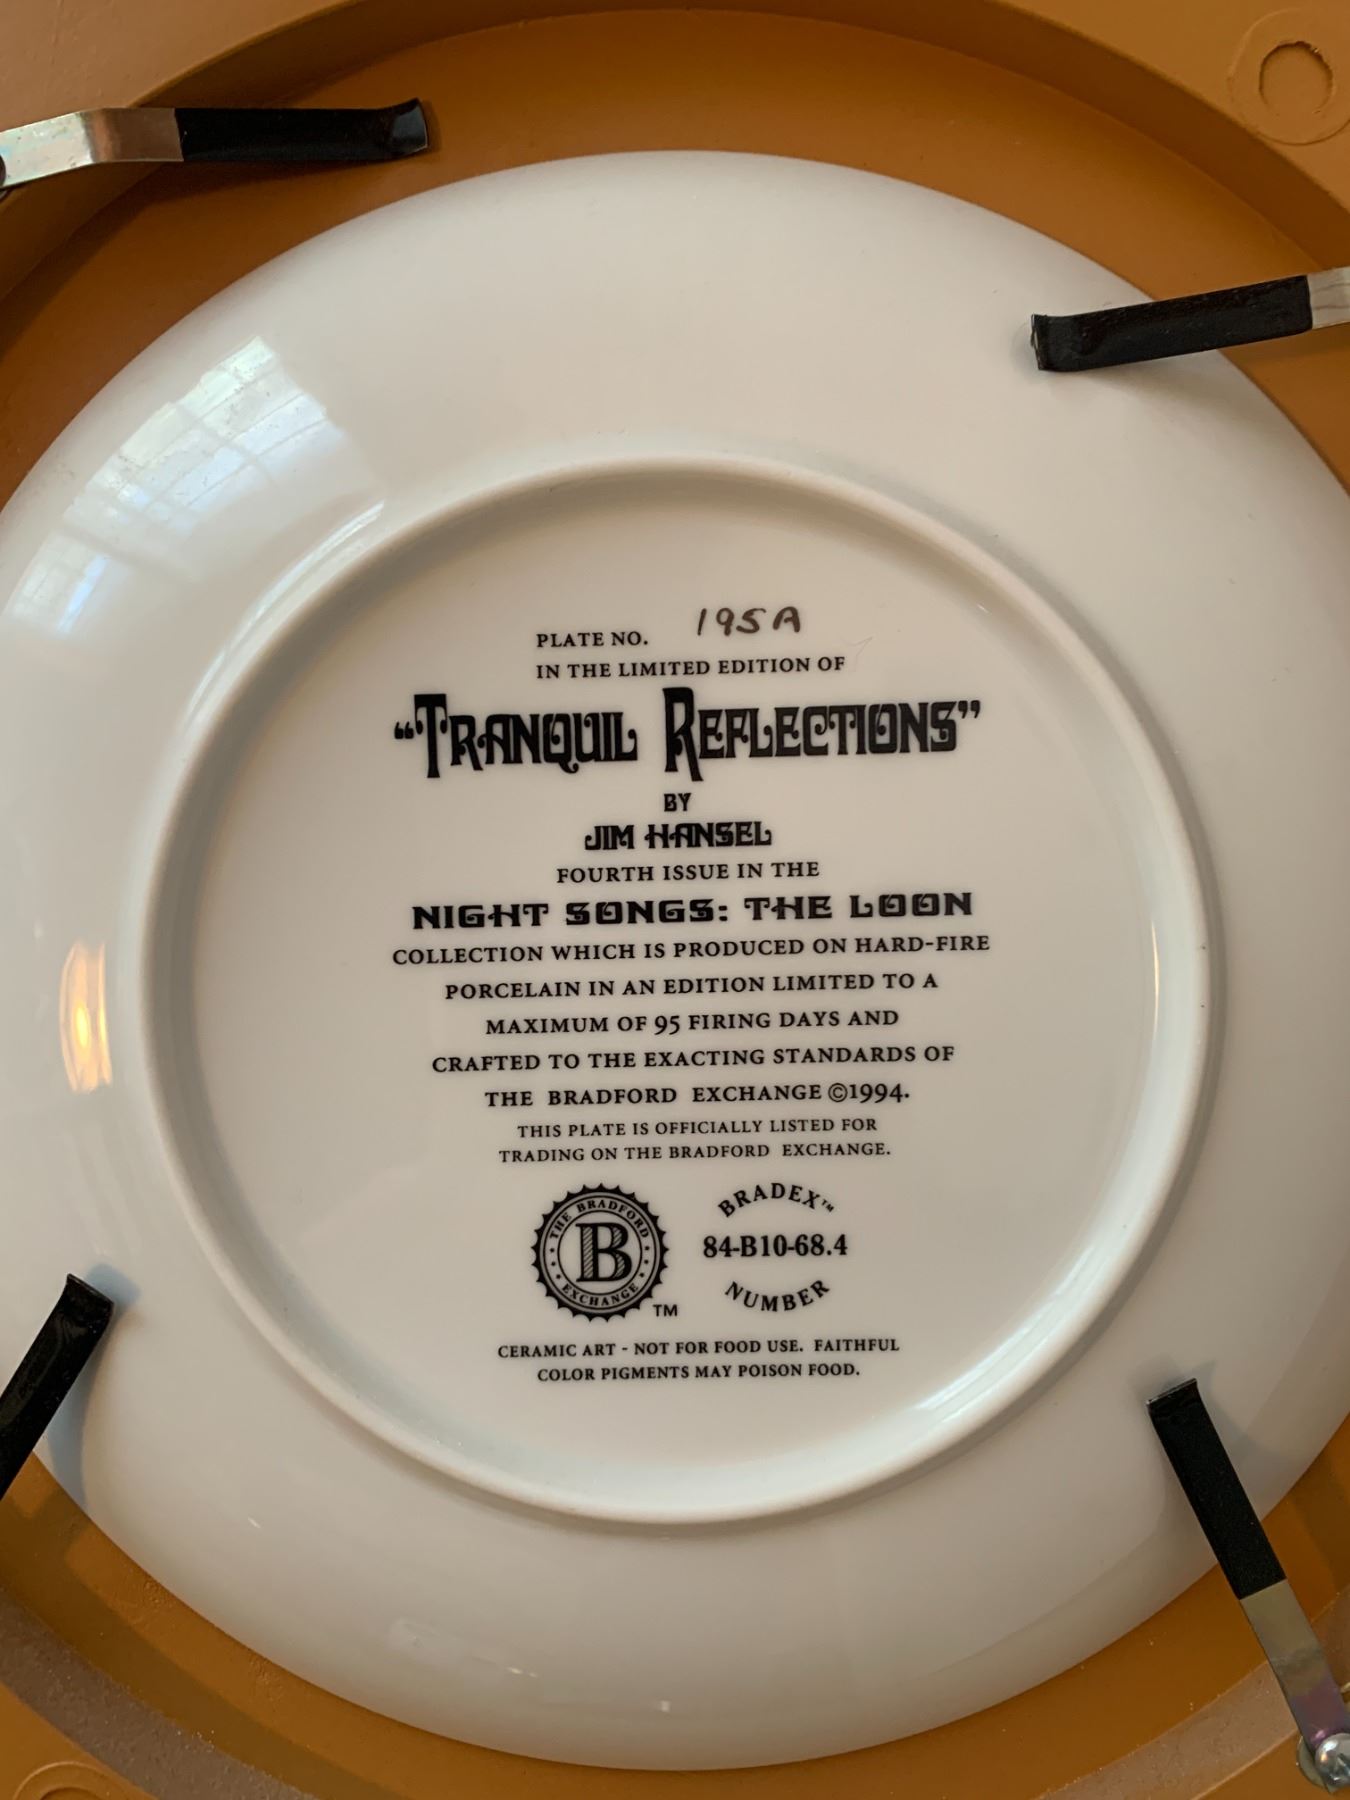 PLATE NO. 195A
IN THE LIMITED EDITION OF
“TRANQUIL REFLECTIONS”
BY
JIM HANSEL
FOURTH ISSUE IN THE
NIGHT SONGS: THE LOON
COLLECTION WHICH IS PRODUCED ON HARD-FIRE
PORCELAIN IN AN EDITION LIMITED TO A
MAXIMUM OF 95 FIRING DAYS AND
CRAFTED TO THE EXACTING STANDARDS OF
THE BRADFORD EXCHANGE ©1994.
THIS PLATE IS OFFICIALLY LISTED FOR
TRADING ON THE BRADFORD EXCHANGE.
THE BRADFORD
B
EXCHANGE
TM
BRADEX™
84-B10-68.4
NUMBER
CERAMIC ART - NOT FOR FOOD USE. FAITHFUL
COLOR PIGMENTS MAY POISON FOOD.